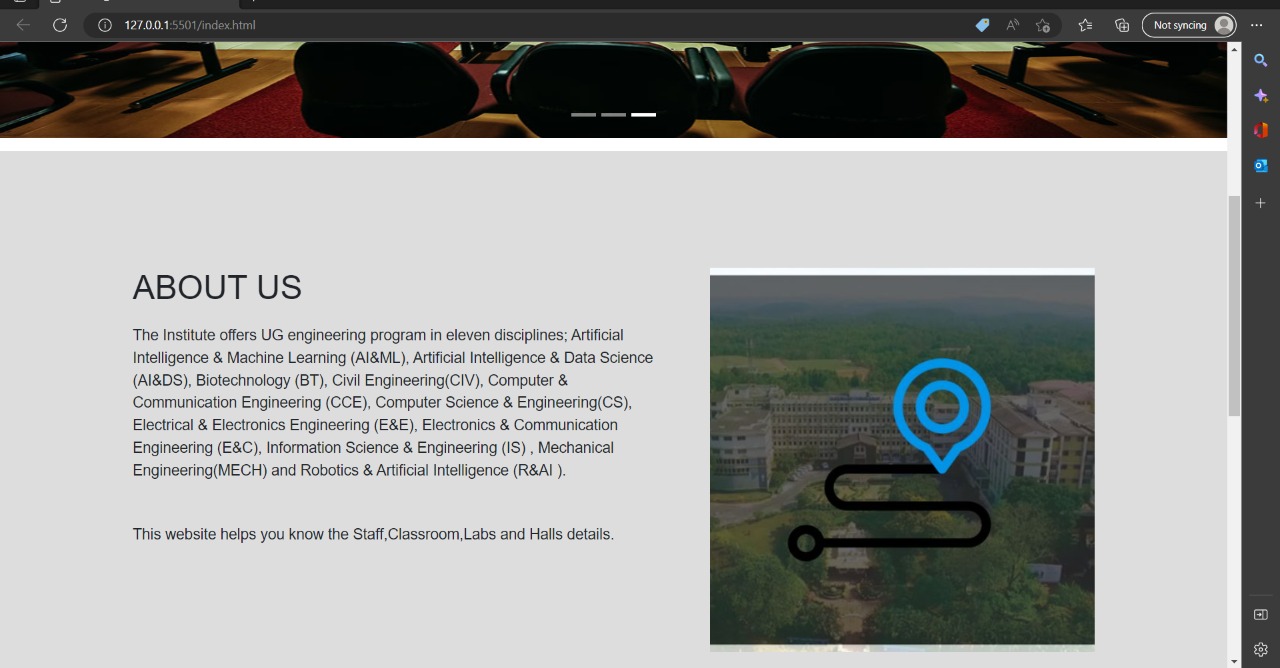 127.0.0.1:5501/index.html
Not syncing
ABOUT US
The Institute offers UG engineering program in eleven disciplines; Artificial
Intelligence & Machine Learning (AI&ML), Artificial Intelligence & Data Science
(AI&DS), Biotechnology (BT), Civil Engineering(CIV), Computer &
Communication Engineering (CCE), Computer Science & Engineering(CS),
Electrical & Electronics Engineering (E&E), Electronics & Communication
Engineering (E&C), Information Science & Engineering (IS) , Mechanical
Engineering(MECH) and Robotics & Artificial Intelligence (R&AI ).
This website helps you know the Staff,Classroom,Labs and Halls details.